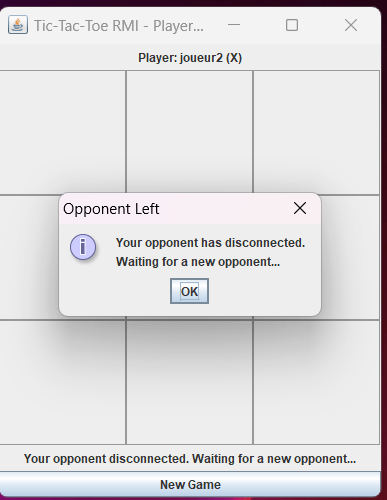 Tic-Tac-Toe RMI - Player...
Player: joueur2 (X)
Opponent Left
Your opponent has disconnected.
Waiting for a new opponent...
OK
Your opponent disconnected. Waiting for a new opponent...
New Game